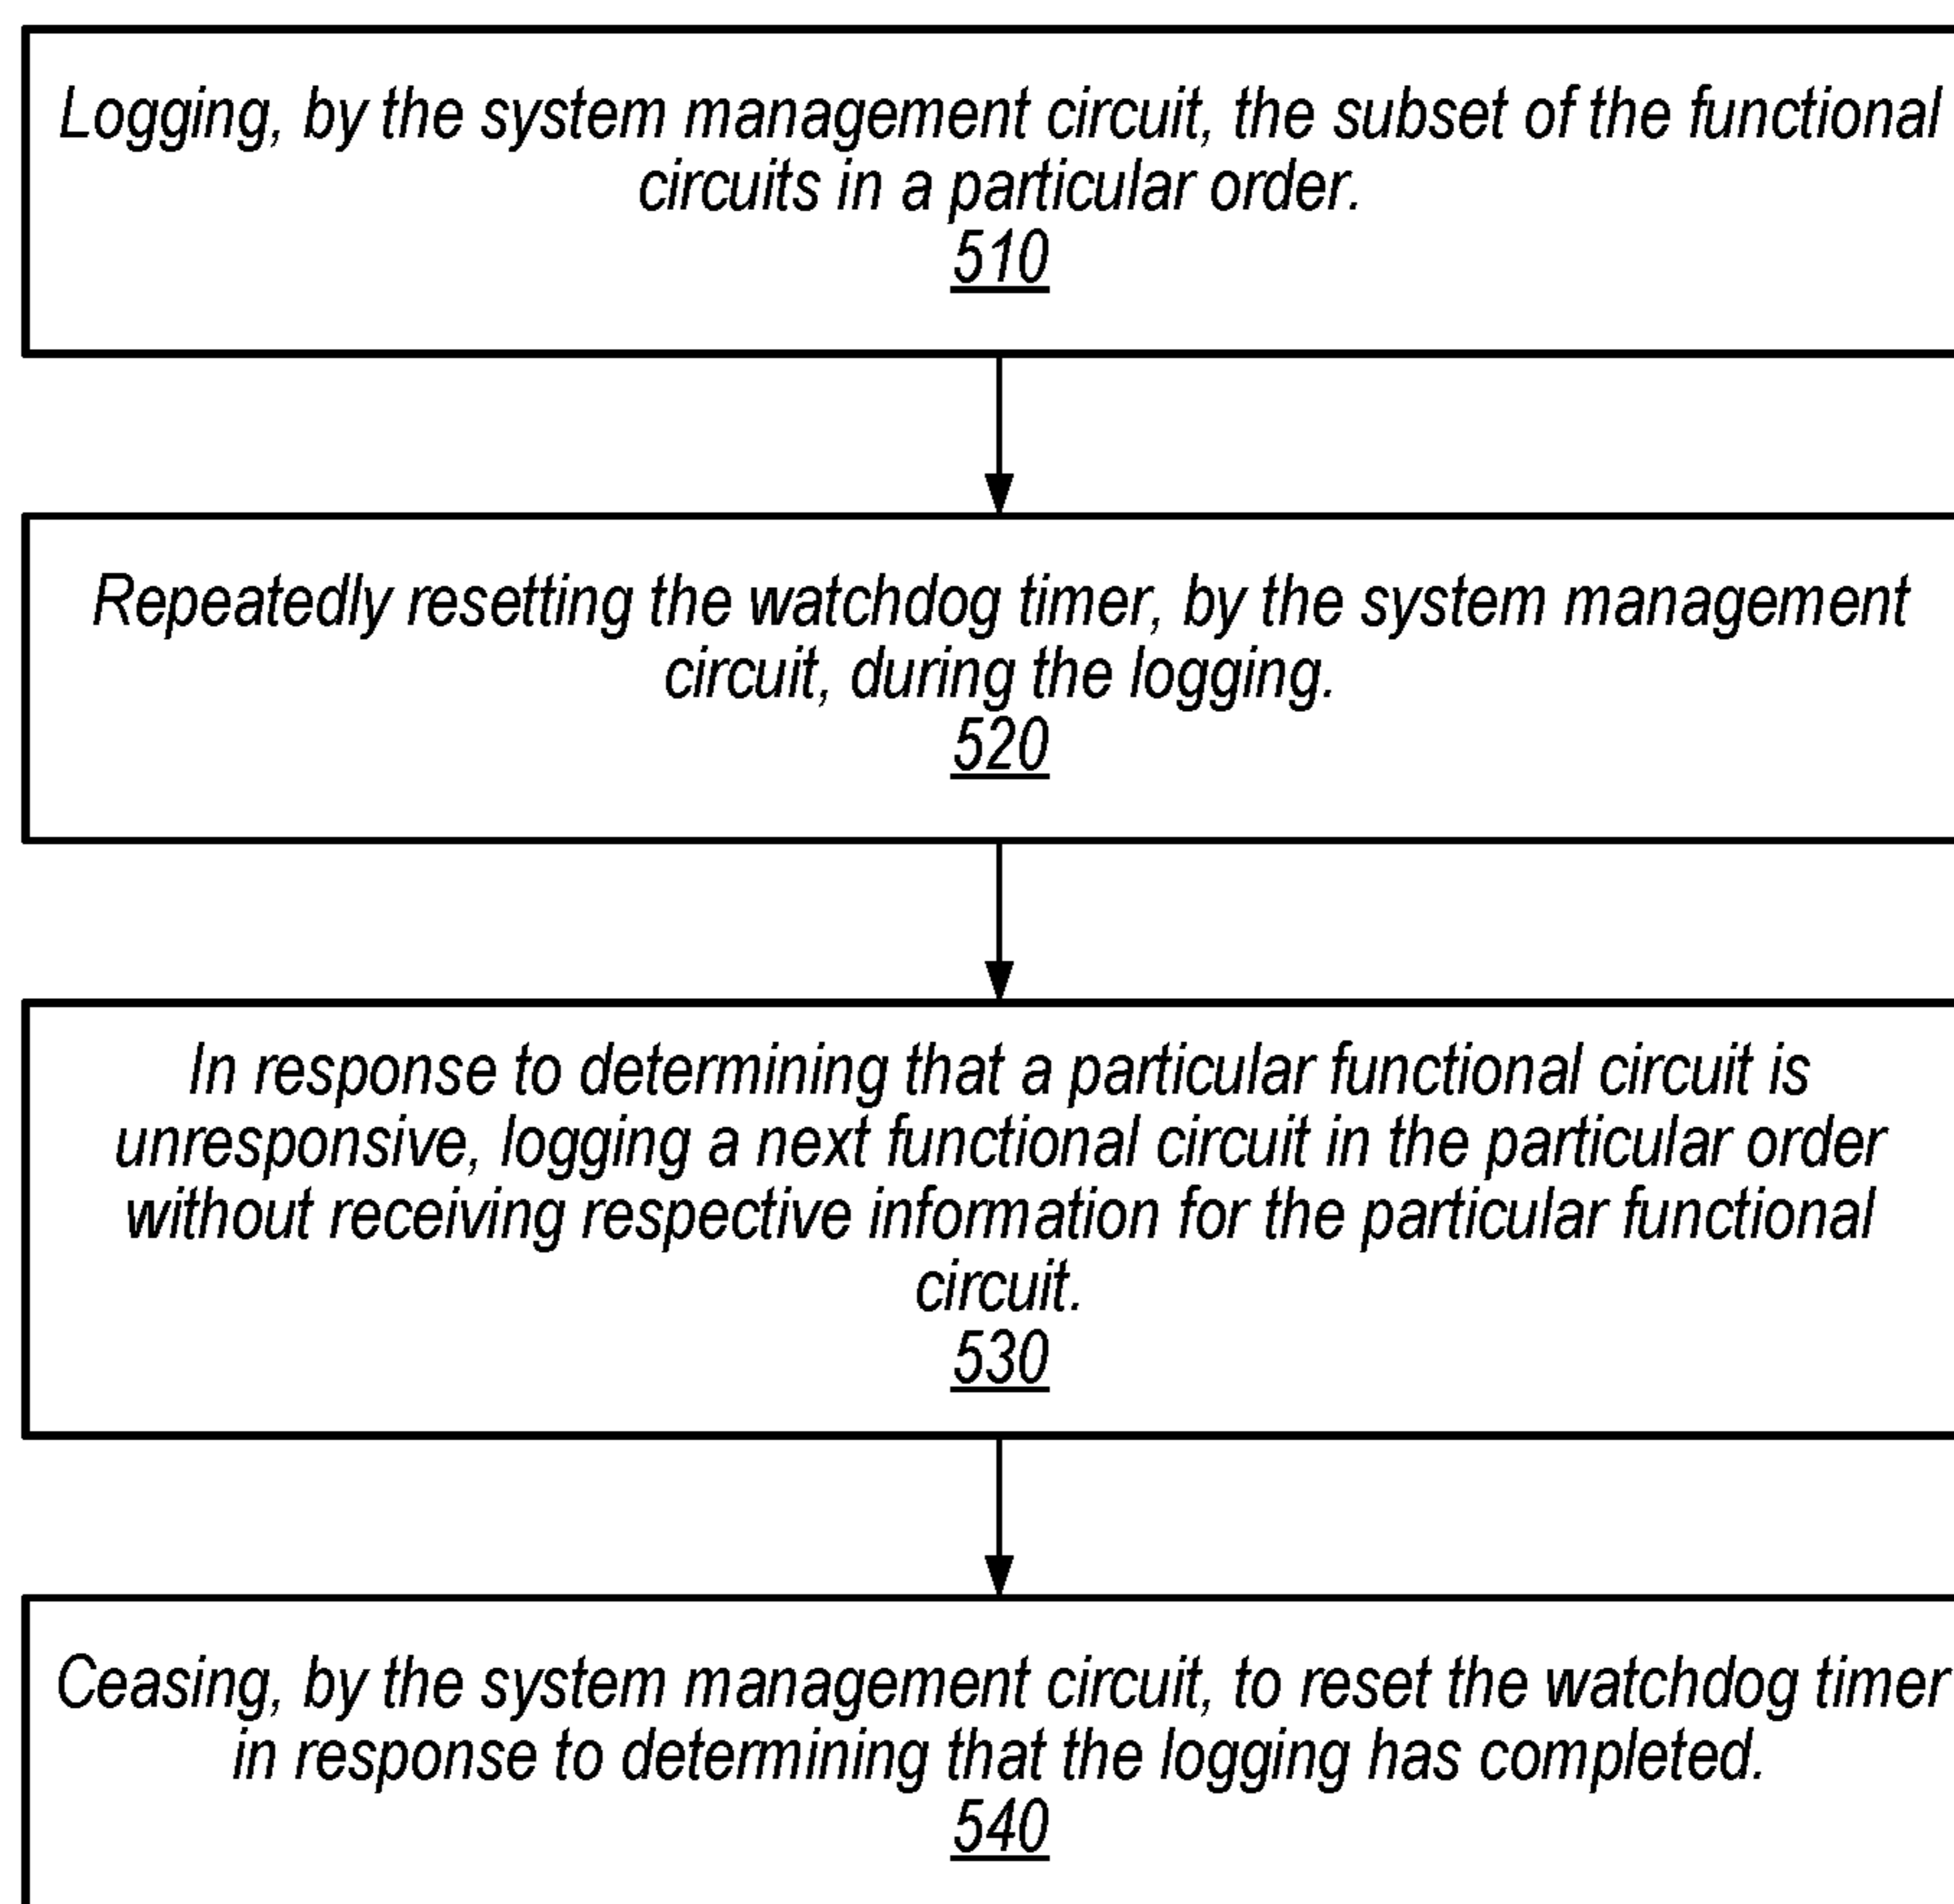 Logging, by the system management circuit, the subset of the functional
circuits in a particular order.
510
Repeatedly resetting the watchdog timer, by the system management
circuit, during the logging.
520
In response to determining that a particular functional circuit is
unresponsive, logging a next functional circuit in the particular order
without receiving respective information for the particular functional
circuit.
530
Ceasing, by the system management circuit, to reset the watchdog timer
in response to determining that the logging has completed.
540